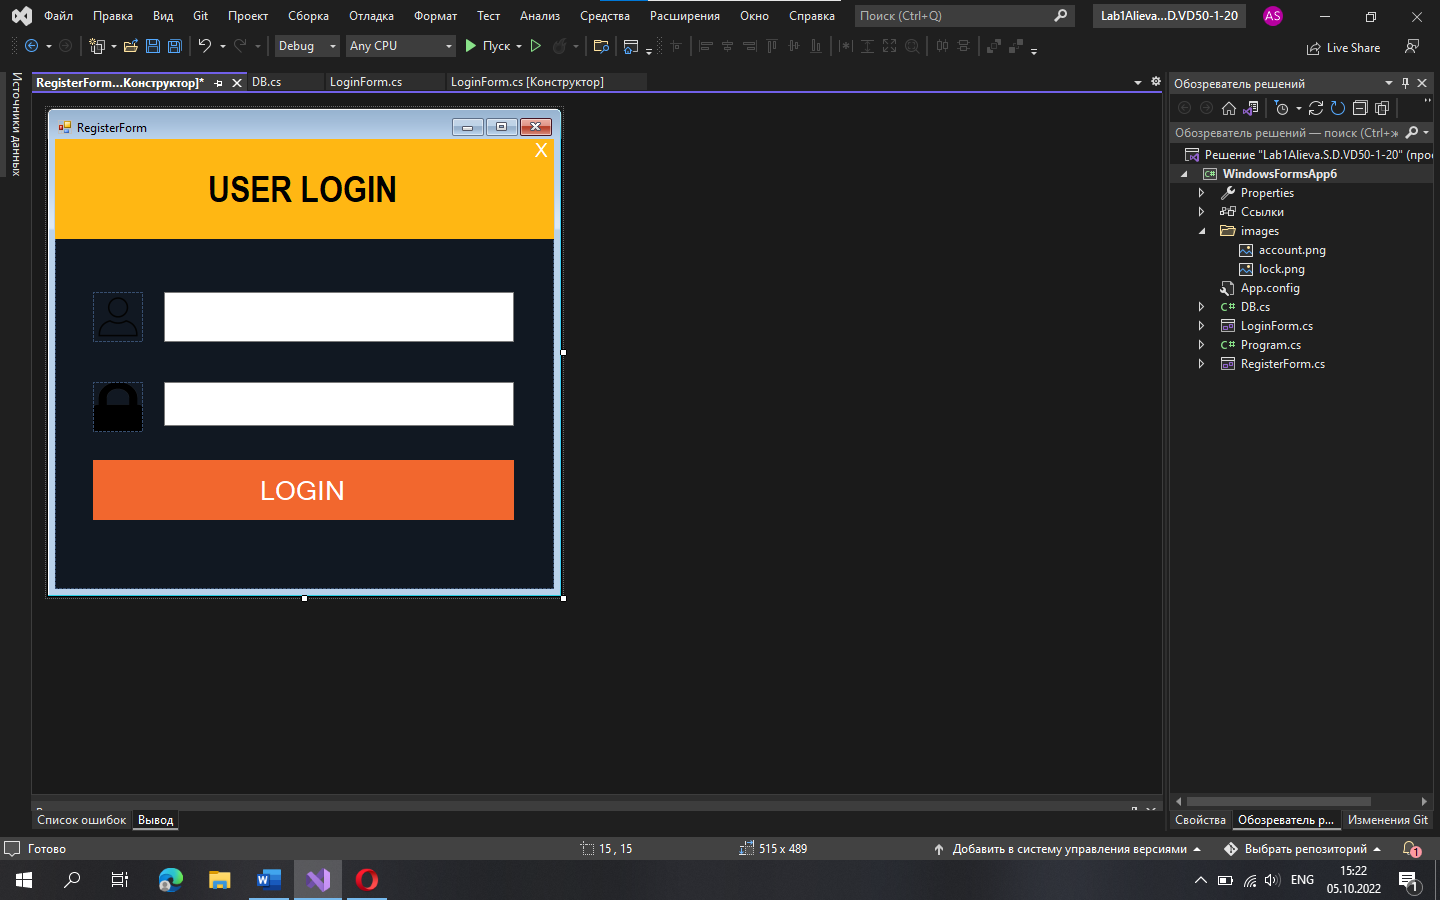 Файл Правка Вид Git Проект Сборка Отладка Формат Тест Анализ Средства Расширения Окно Справка Поиск (Ctrl+Q) Lab1Alieva...D.VD50-1-20 AS
Debug Any CPU Пуск Live Share
Источники данных
RegisterForm...Конструктор]* DB.cs LoginForm.cs LoginForm.cs [Конструктор]
RegisterForm
X
USER LOGIN
LOGIN
Обозреватель решений
Обозреватель решений — поиск (Ctrl+ж
Решение "Lab1Alieva.S.D.VD50-1-20" (прое
C# WindowsFormsApp6
Properties
Ссылки
images
account.png
lock.png
App.config
C# DB.cs
LoginForm.cs
C# Program.cs
RegisterForm.cs
Список ошибок Вывод
Свойства Обозреватель р... Изменения Git
Готово 15 , 15 515 x 489 Добавить в систему управления версиями Выбрать репозиторий 1
ENG 15:22
05.10.2022 1